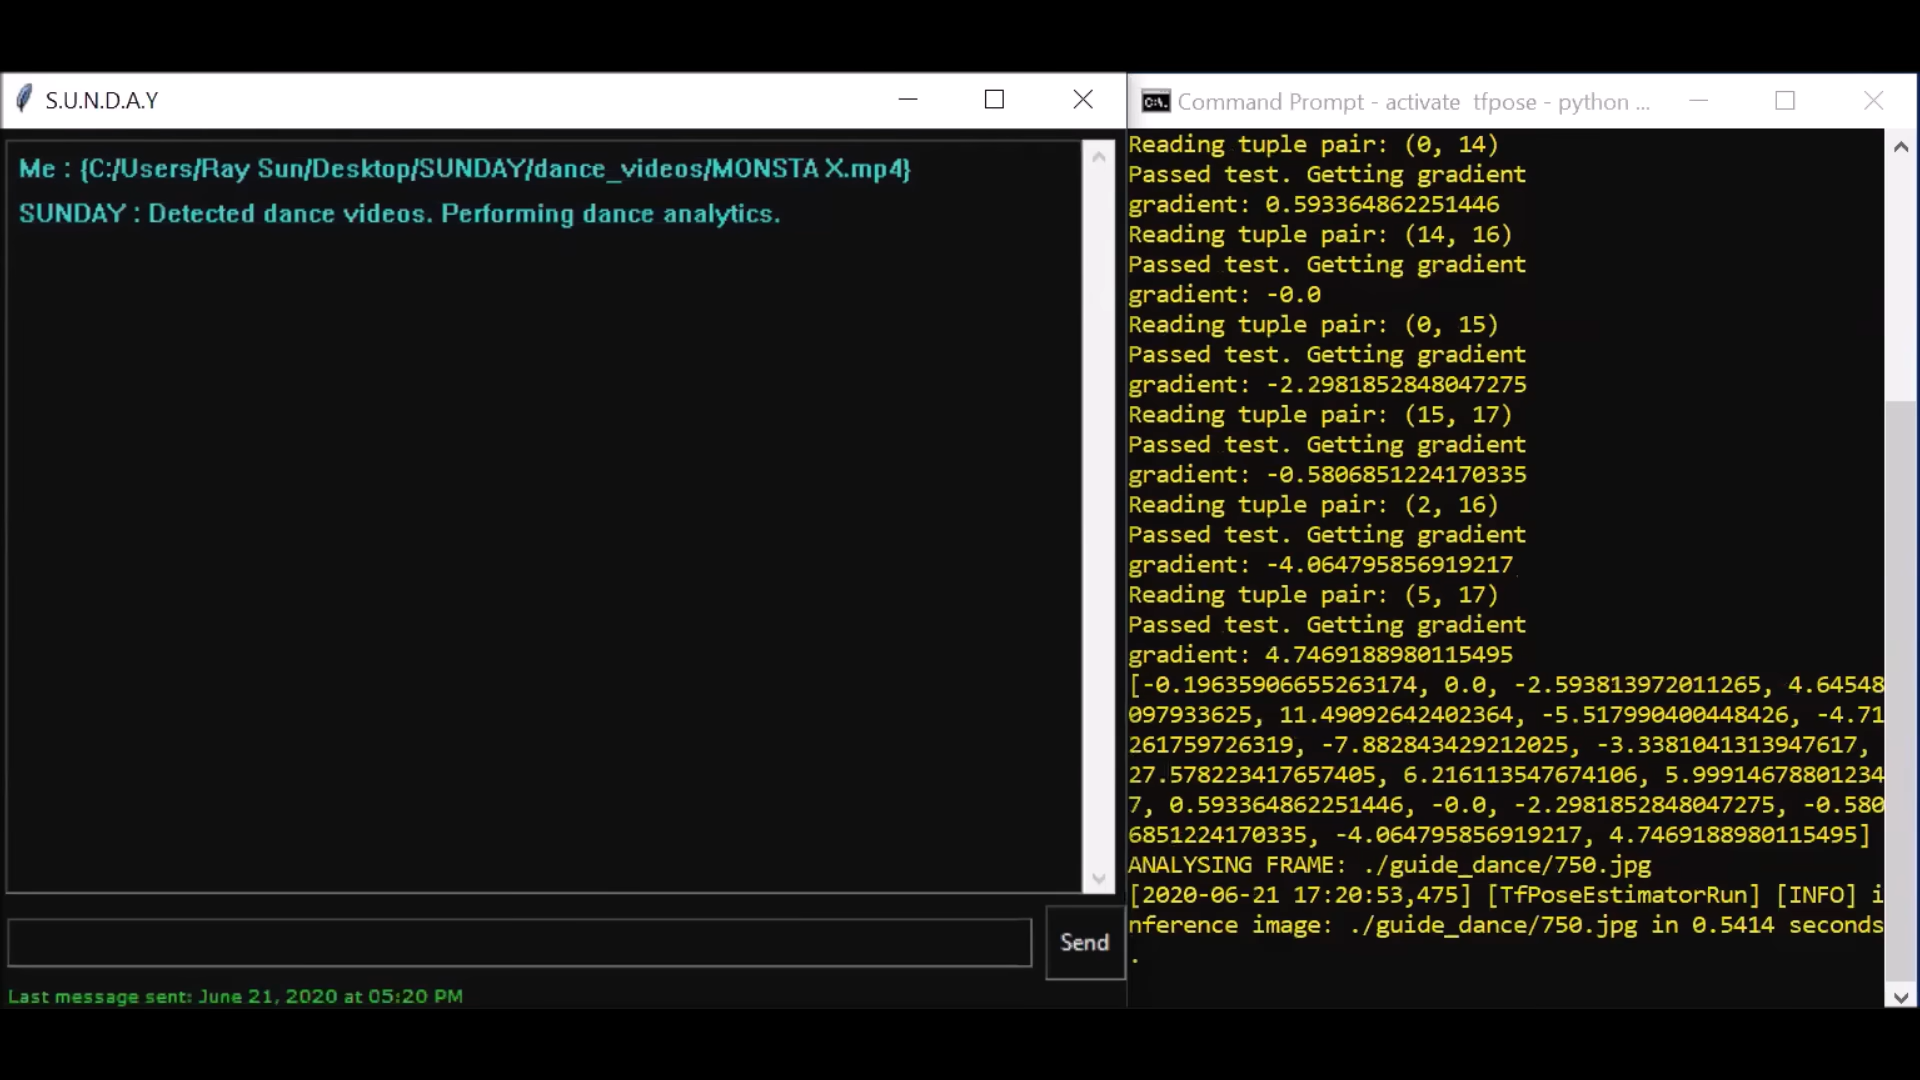 S.U.N.D.A.Y
Me : {C:/Users/Ray Sun/Desktop/SUNDAY/dance_videos/MONSTA X.mp4}
SUNDAY : Detected dance videos. Performing dance analytics.
Send
Last message sent: June 21, 2020 at 05:20 PM
Command Prompt - activate tfpose - python ...
Reading tuple pair: (0, 14)
Passed test. Getting gradient
gradient: 0.593364862251446
Reading tuple pair: (14, 16)
Passed test. Getting gradient
gradient: -0.0
Reading tuple pair: (0, 15)
Passed test. Getting gradient
gradient: -2.2981852848047275
Reading tuple pair: (15, 17)
Passed test. Getting gradient
gradient: -0.5806851224170335
Reading tuple pair: (2, 16)
Passed test. Getting gradient
gradient: -4.064795856919217
Reading tuple pair: (5, 17)
Passed test. Getting gradient
gradient: 4.7469188980115495
[-0.19635906655263174, 0.0, -2.593813972011265, 4.64548
097933625, 11.49092642402364, -5.517990400448426, -4.71
261759726319, -7.882843429212025, -3.3381041313947617,
27.578223417657405, 6.216113547674106, 5.99914678801234
7, 0.593364862251446, -0.0, -2.2981852848047275, -0.580
6851224170335, -4.064795856919217, 4.7469188980115495]
ANALYSING FRAME: ./guide_dance/750.jpg
[2020-06-21 17:20:53,475] [TfPoseEstimatorRun] [INFO] i
nference image: ./guide_dance/750.jpg in 0.5414 seconds
.